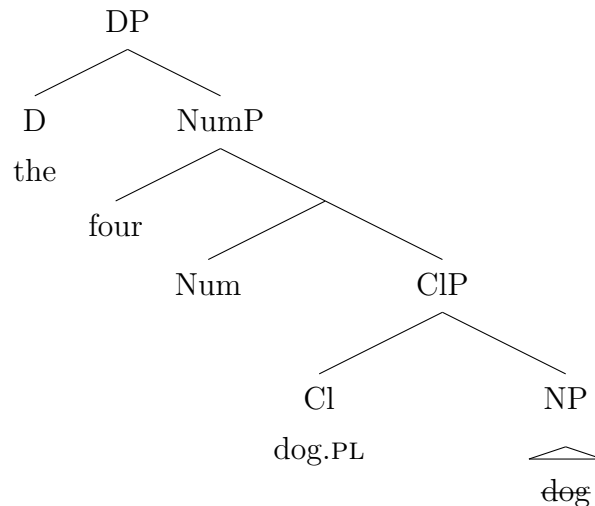 DP
D NumP
the
four
Num ClP
Cl NP
dog.PL
dog